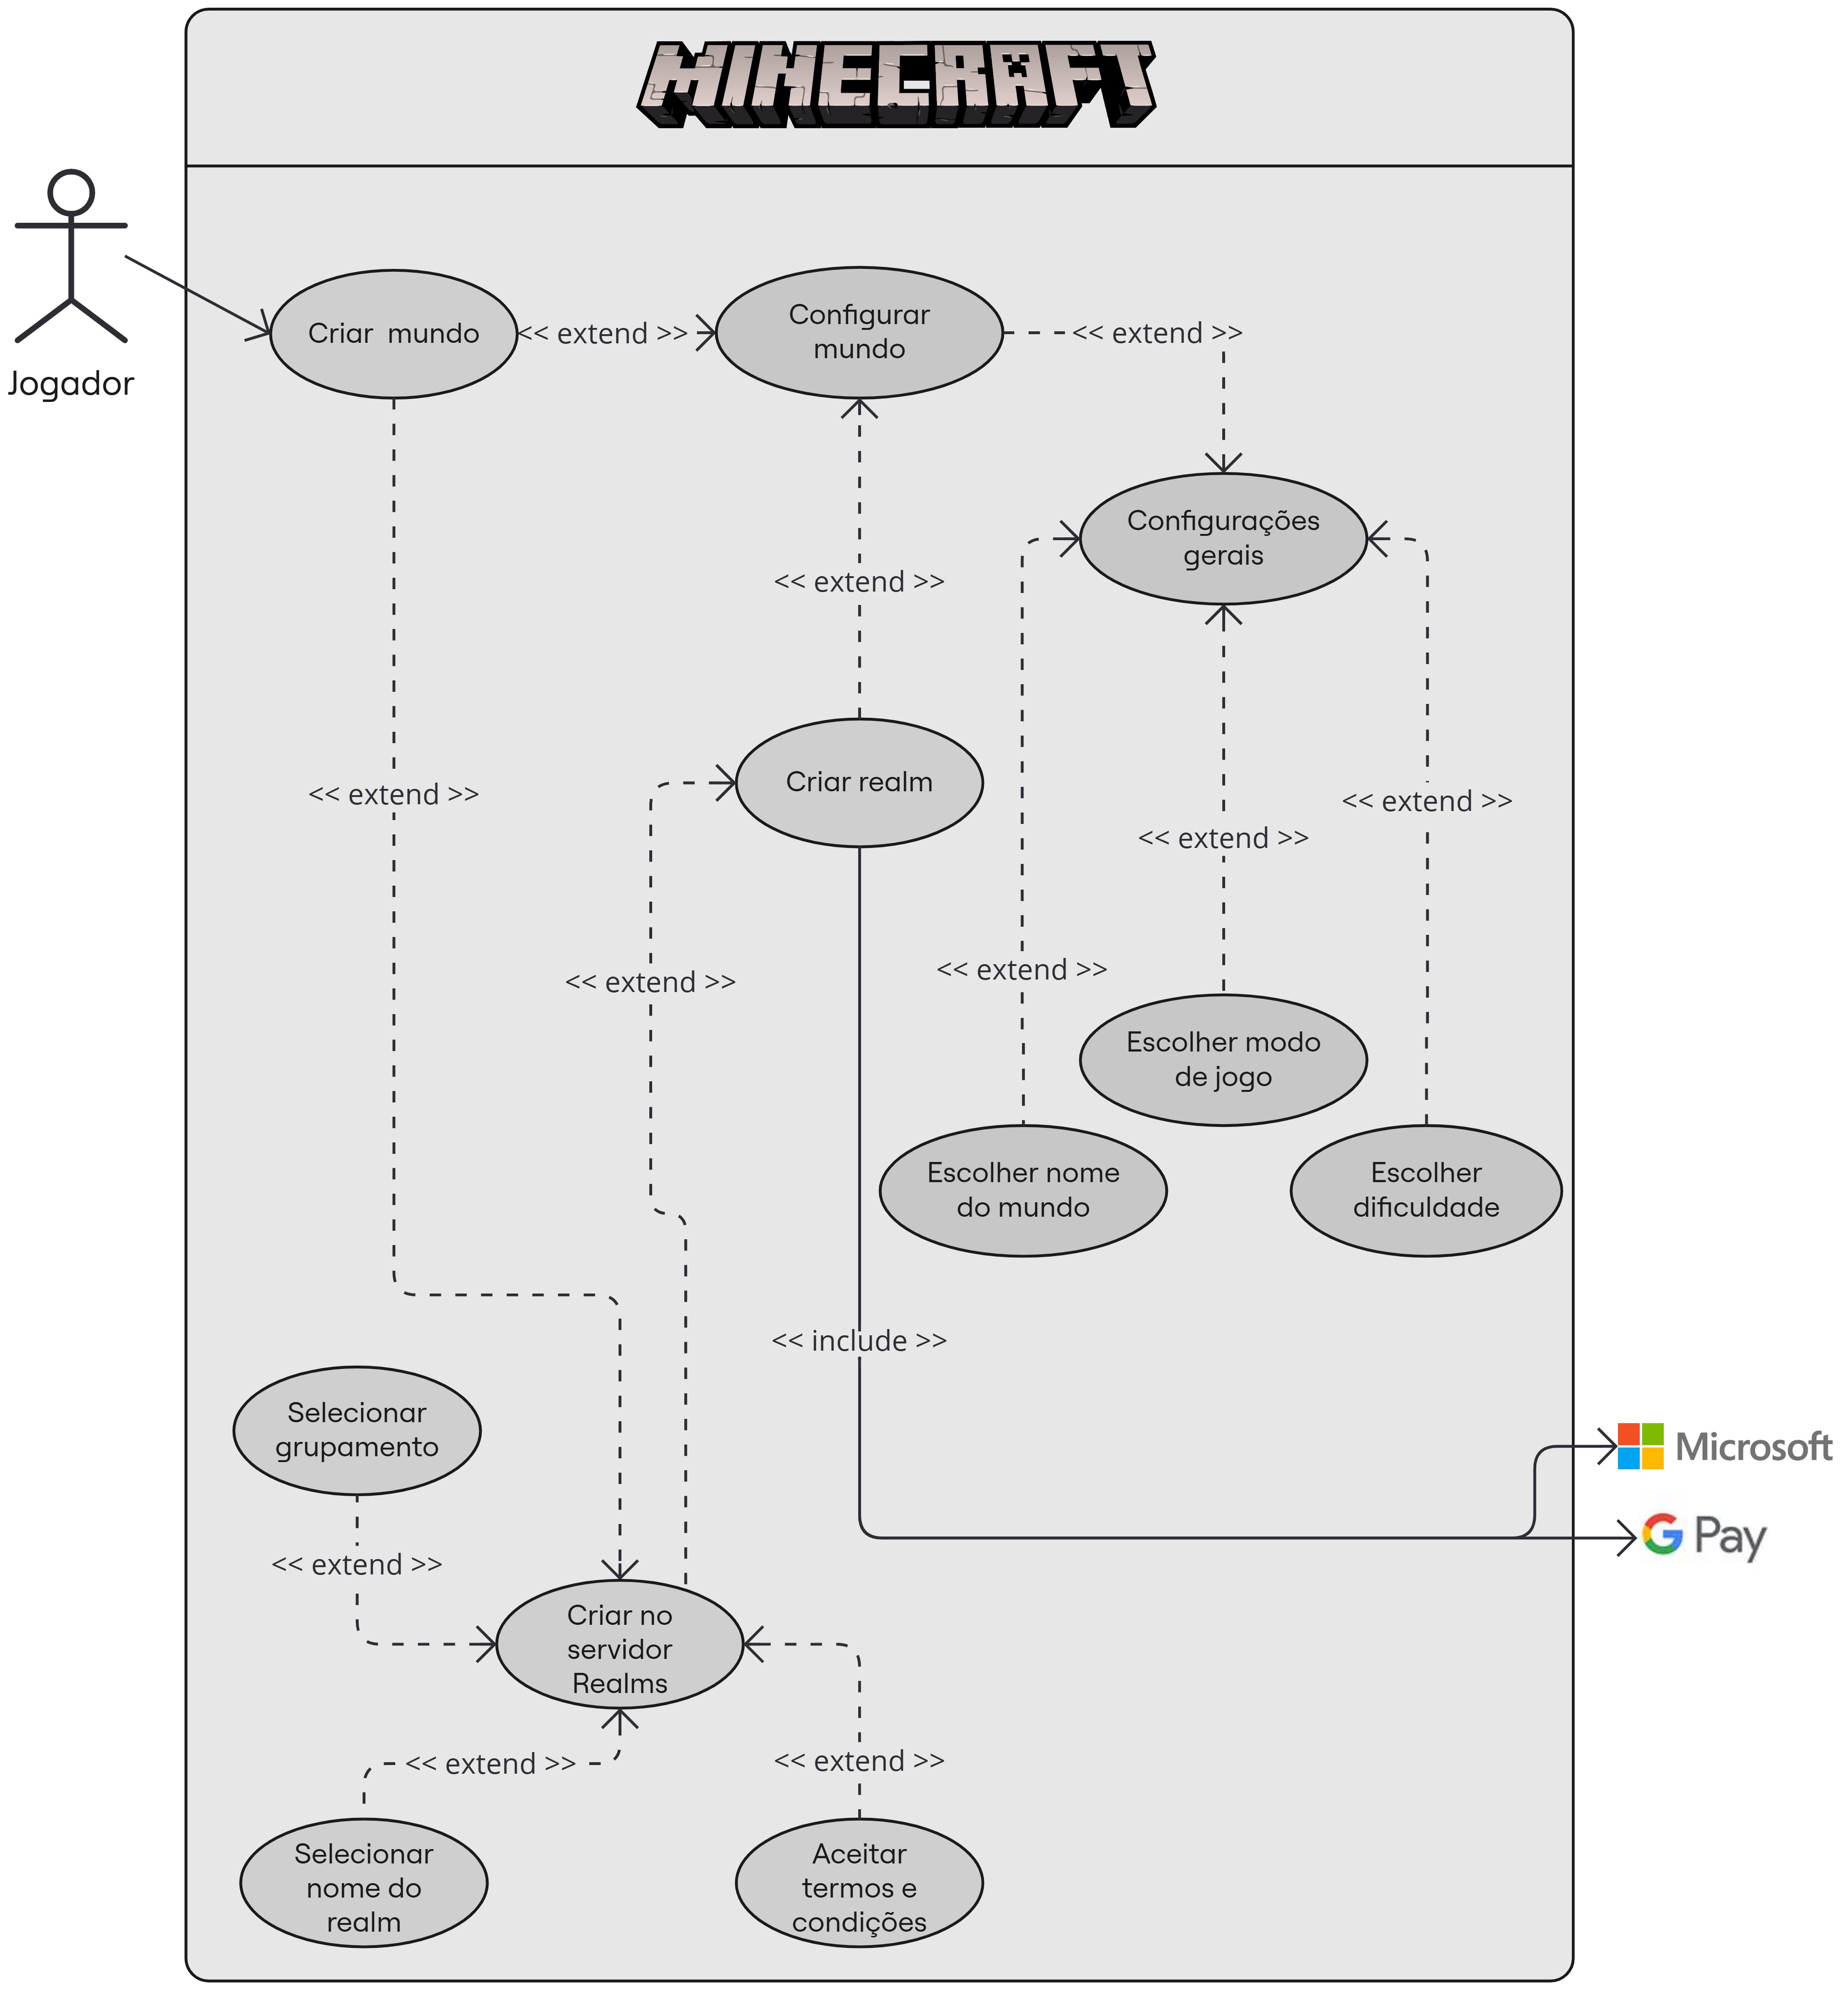 MINECRAFT
Jogador
Criar mundo
<< extend >>
Configurar
mundo
<< extend >>
Configurações
gerais
<< extend >>
Criar realm
<< extend >>
<< extend >>
<< extend >>
<< extend >>
<< extend >>
Escolher modo
de jogo
Escolher nome
do mundo
Escolher
dificuldade
<< include >>
Selecionar
grupamento
Microsoft
G Pay
<< extend >>
Criar no
servidor
Realms
<< extend >>
<< extend >>
Selecionar
nome do
realm
Aceitar
termos e
condições